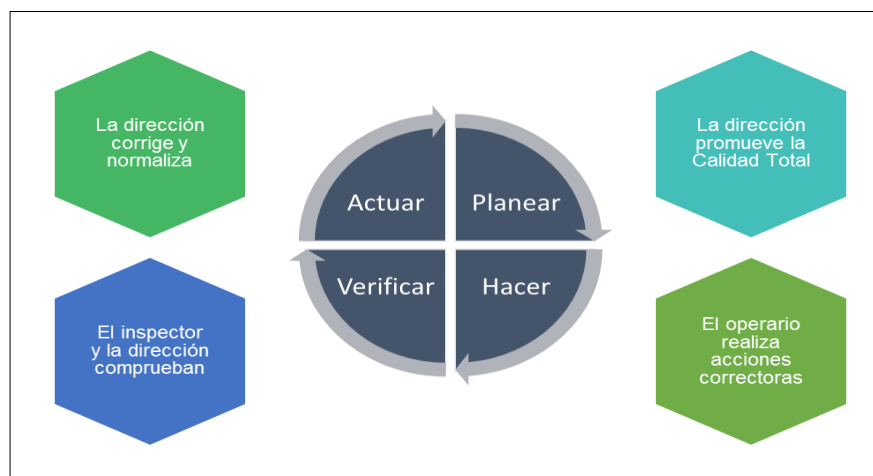 La dirección
corrige y
normaliza
La dirección
promueve la
Calidad Total
Actuar
Planear
Verificar
Hacer
El inspector
y la dirección
comprueban
El operario
realiza
acciones
correctoras